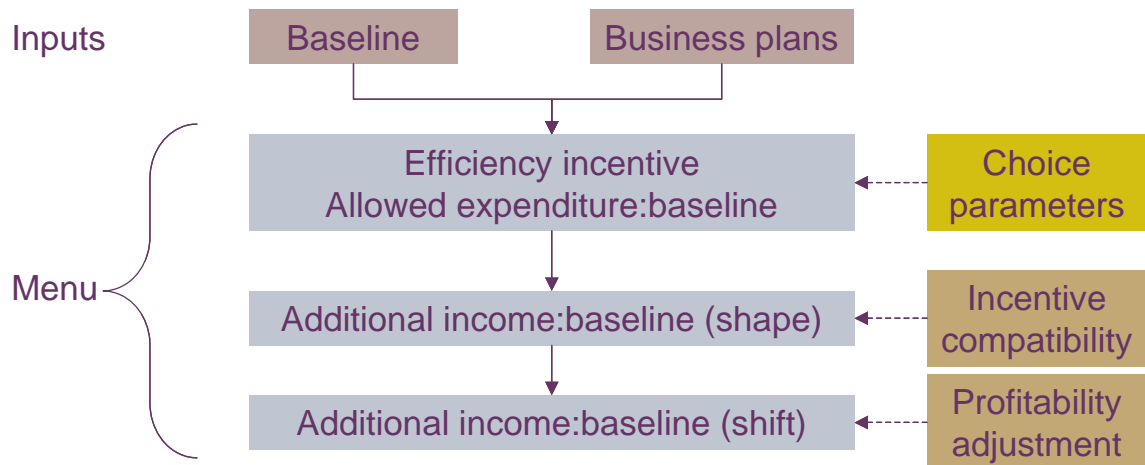 Inputs
Baseline
Business plans
Efficiency incentive
Allowed expenditure:baseline
Choice
parameters
Menu
Additional income:baseline (shape)
Incentive
compatibility
Additional income:baseline (shift)
Profitability
adjustment